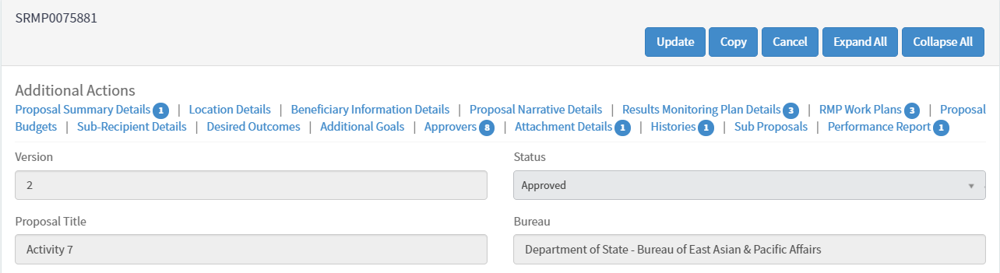 SRMP0075881
Update Copy Cancel Expand All Collapse All
Additional Actions
Proposal Summary Details 1 | Location Details | Beneficiary Information Details | Proposal Narrative Details | Results Monitoring Plan Details 3 | RMP Work Plans 3 | Proposal
Budgets | Sub-Recipient Details | Desired Outcomes | Additional Goals | Approvers 8 | Attachment Details 1 | Histories 1 | Sub Proposals | Performance Report 1
Version Status
2 Approved
Proposal Title Bureau
Activity 7 Department of State - Bureau of East Asian & Pacific Affairs